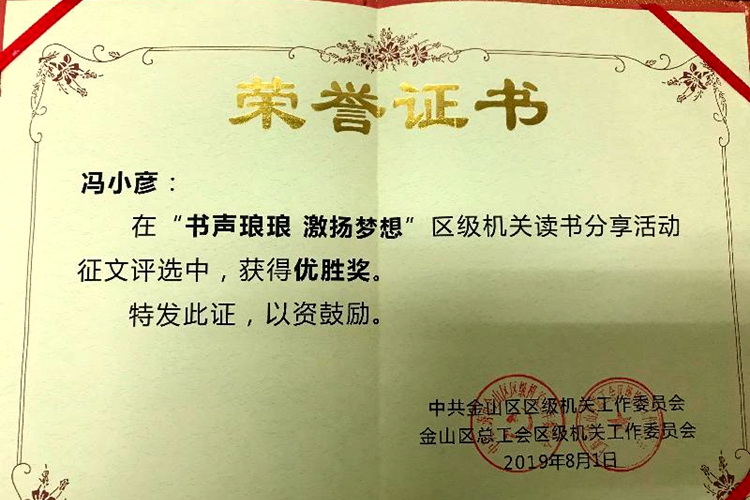 荣誉证书
冯小彦：
在“书声琅琅 激扬梦想”区级机关读书分享活动
征文评选中，获得优胜奖。
特发此证，以资鼓励。
中共金山区区级机关工作委员会
金山区总工会区级机关工作委员会
2019年8月1日